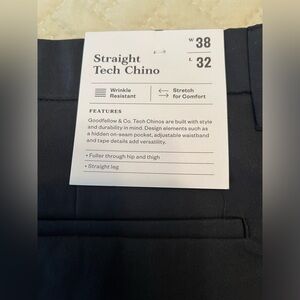 Straight
Tech Chino
W 38
L 32
Wrinkle
Resistant
Stretch
for Comfort
FEATURES
Goodfellow & Co. Tech Chinos are built with style
and durability in mind. Design elements such as
a hidden on-seam pocket, adjustable waistband
and tape details add versatility.
• Fuller through hip and thigh
• Straight leg